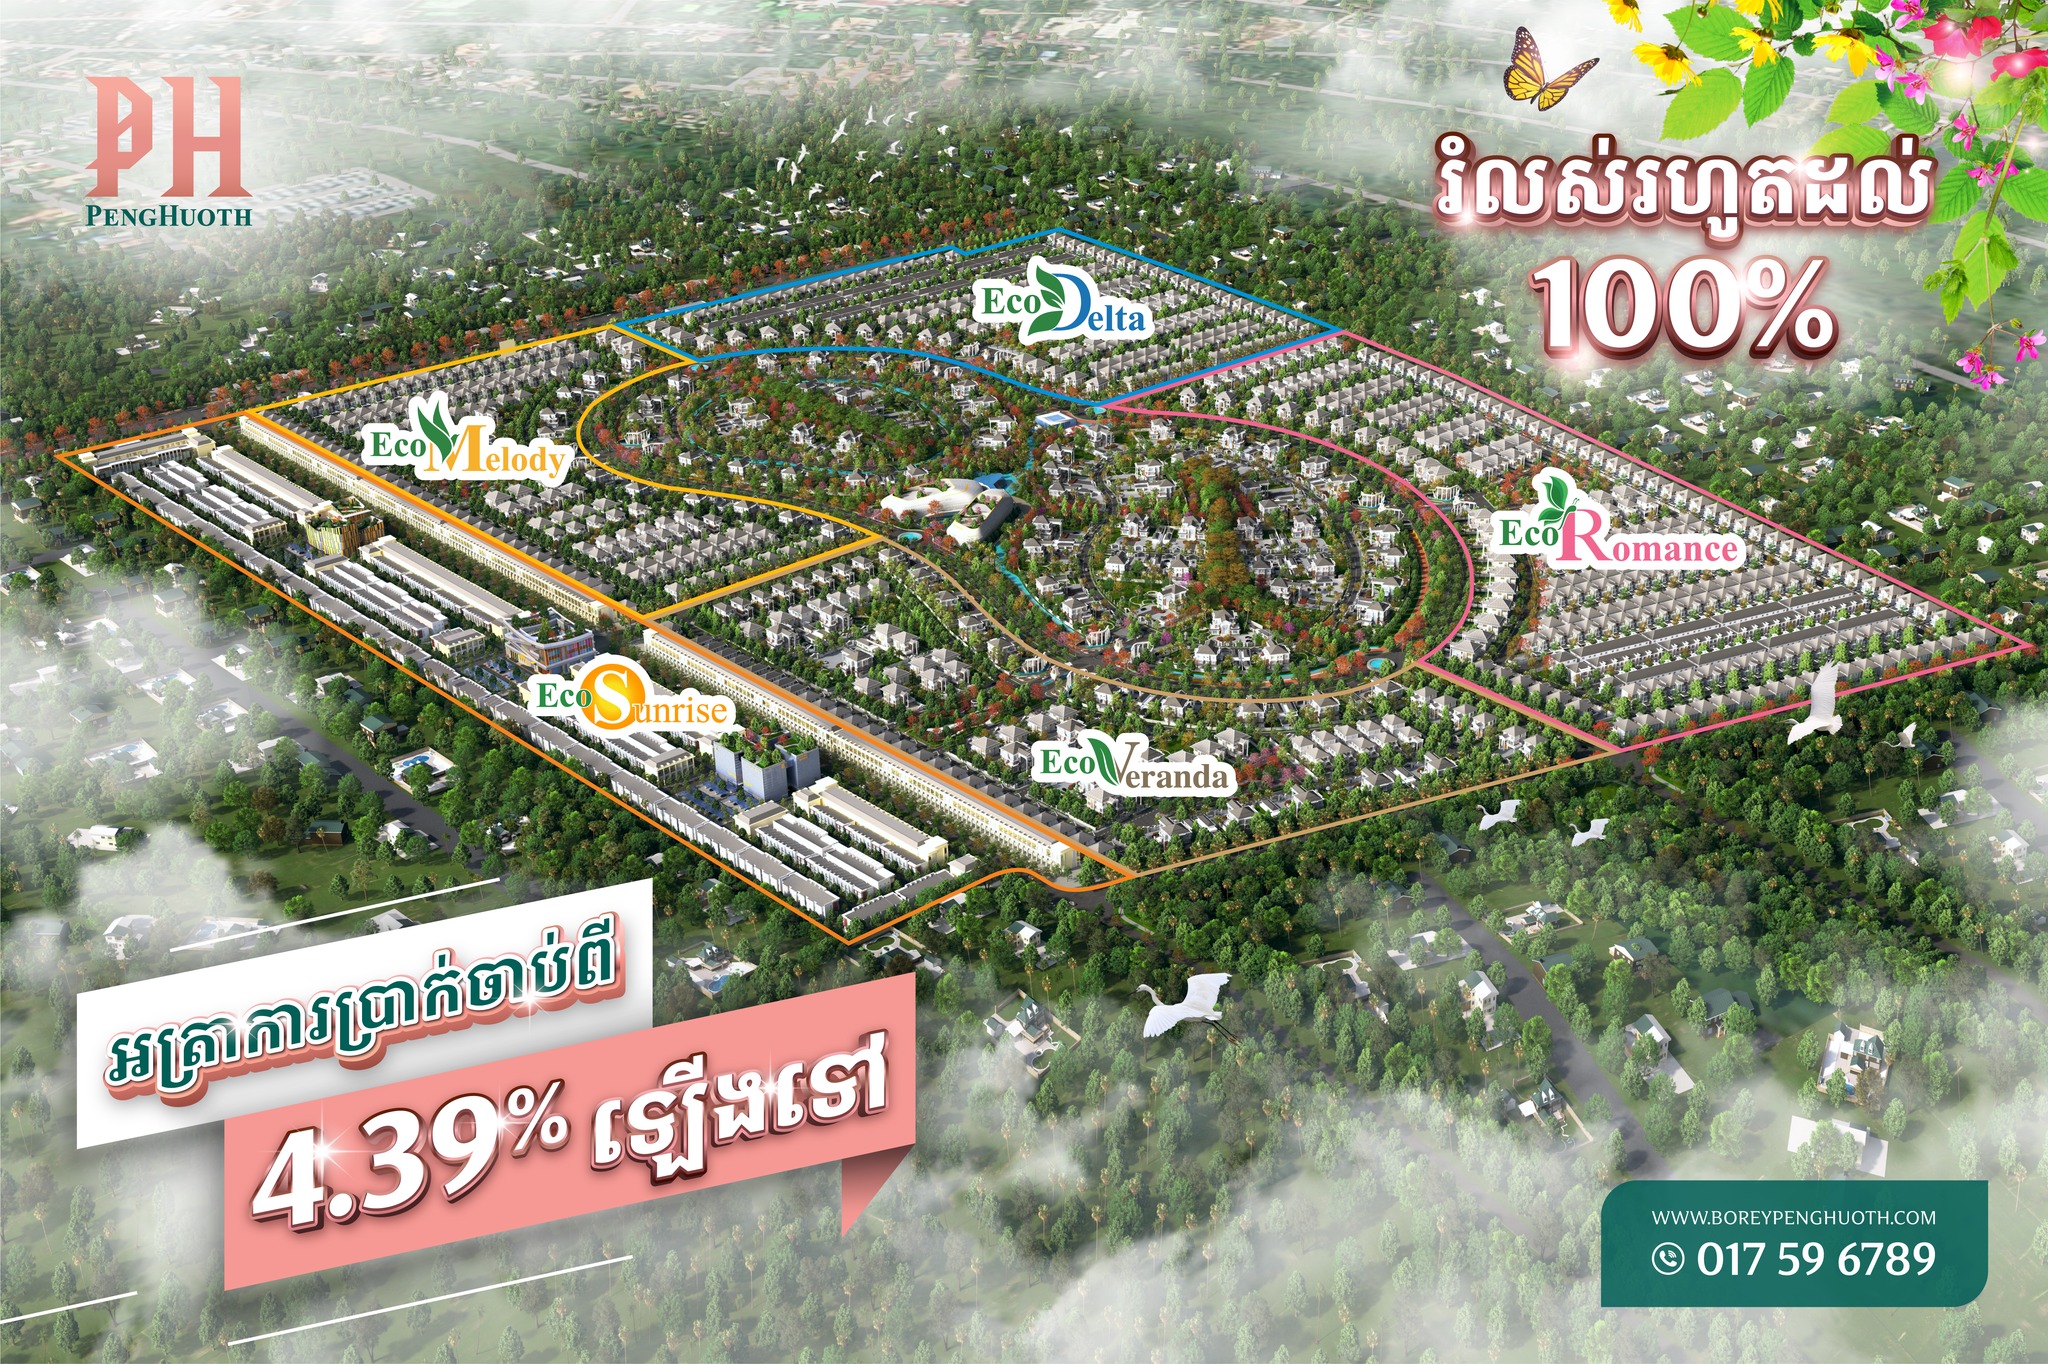 PH
PENGHUOTH
រំលស់រហូតដល់
100%
Eco Delta
Eco Melody
Eco Romance
Eco Sunrise
Eco Veranda
អត្រាការប្រាក់ចាប់ពី
4.39% ឡើងទៅ
WWW.BOREYPENGHUOTH.COM
017 59 6789